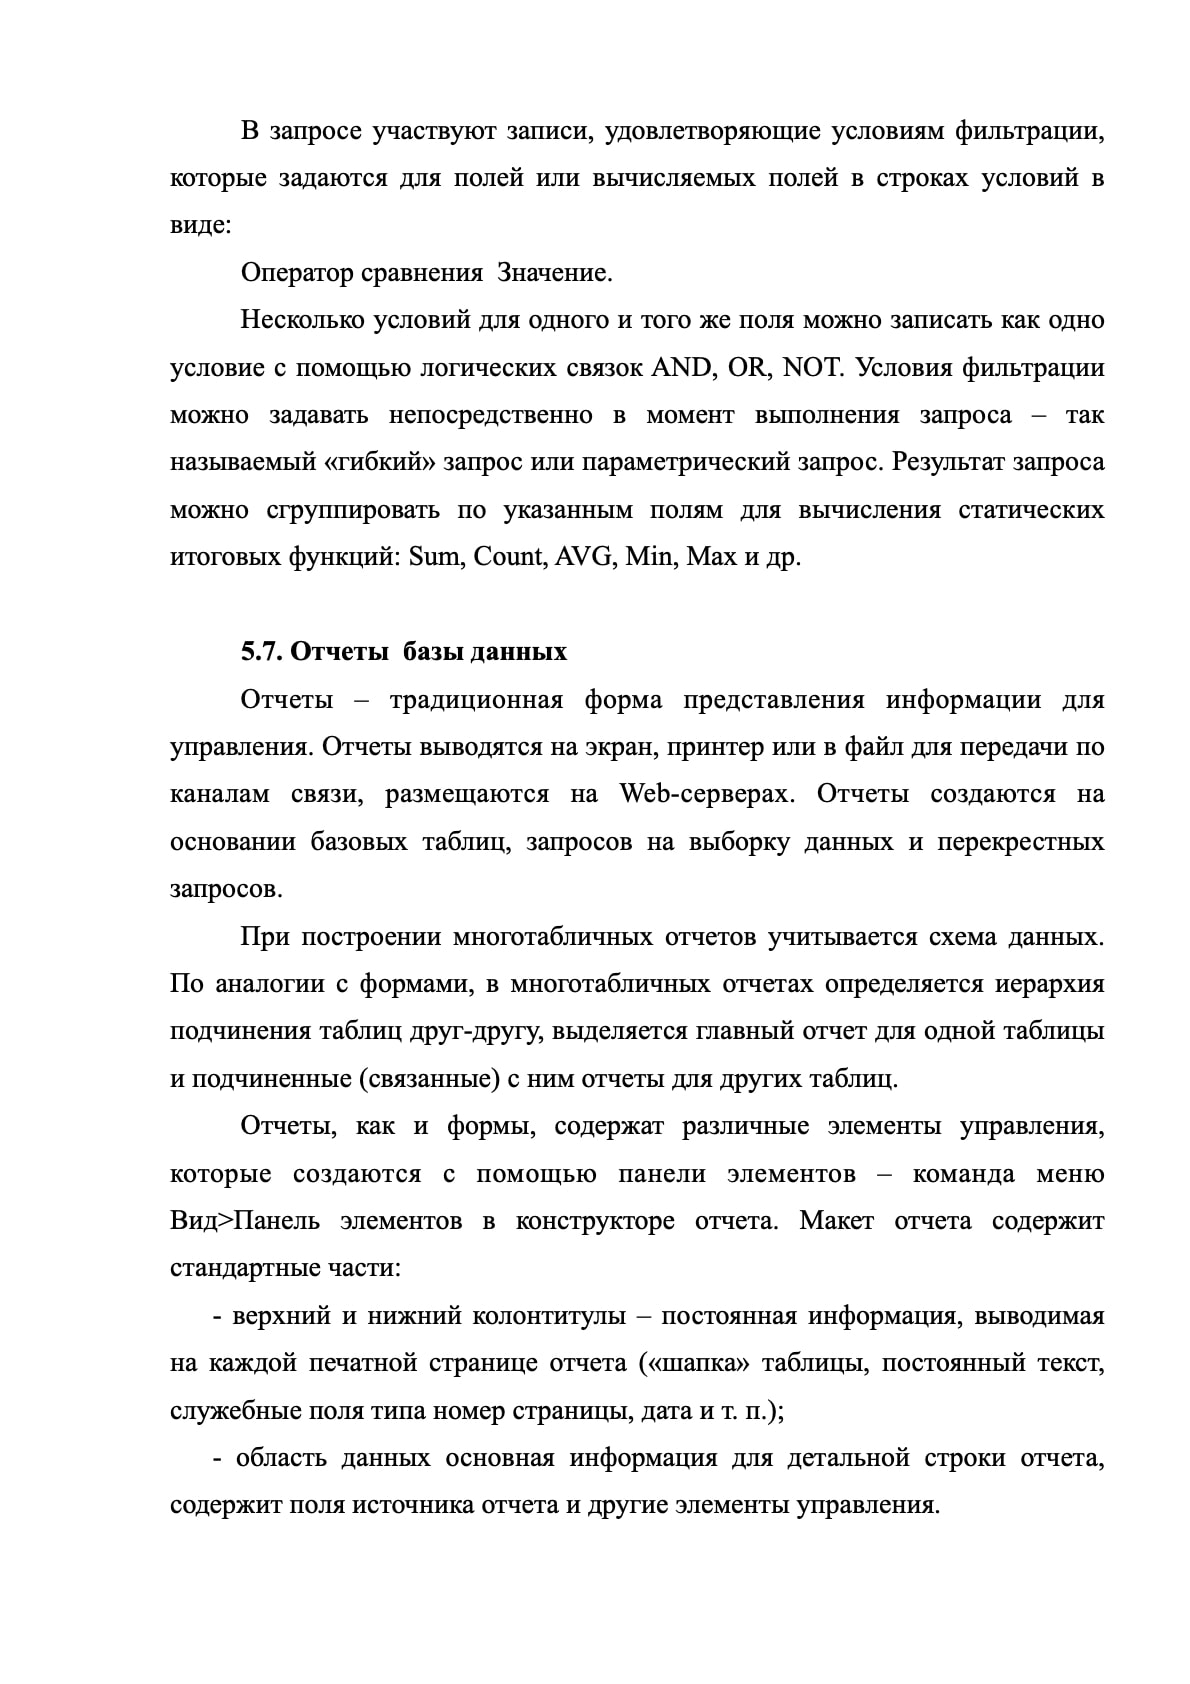 В запросе участвуют записи, удовлетворяющие условиям фильтрации,
которые задаются для полей или вычисляемых полей в строках условий в
виде:
Оператор сравнения  Значение.
Несколько условий для одного и того же поля можно записать как одно
условие с помощью логических связок AND, OR, NOT. Условия фильтрации
можно задавать непосредственно в момент выполнения запроса – так
называемый «гибкий» запрос или параметрический запрос. Результат запроса
можно сгруппировать по указанным полям для вычисления статических
итоговых функций: Sum, Count, AVG, Min, Max и др.
5.7. Отчеты  базы данных
Отчеты – традиционная форма представления информации для
управления. Отчеты выводятся на экран, принтер или в файл для передачи по
каналам связи, размещаются на Web-серверах. Отчеты создаются на
основании базовых таблиц, запросов на выборку данных и перекрестных
запросов.
При построении многотабличных отчетов учитывается схема данных.
По аналогии с формами, в многотабличных отчетах определяется иерархия
подчинения таблиц друг-другу, выделяется главный отчет для одной таблицы
и подчиненные (связанные) с ним отчеты для других таблиц.
Отчеты, как и формы, содержат различные элементы управления,
которые создаются с помощью панели элементов – команда меню
Вид>Панель элементов в конструкторе отчета. Макет отчета содержит
стандартные части:
- верхний и нижний колонтитулы – постоянная информация, выводимая
на каждой печатной странице отчета («шапка» таблицы, постоянный текст,
служебные поля типа номер страницы, дата и т. п.);
- область данных основная информация для детальной строки отчета,
содержит поля источника отчета и другие элементы управления.